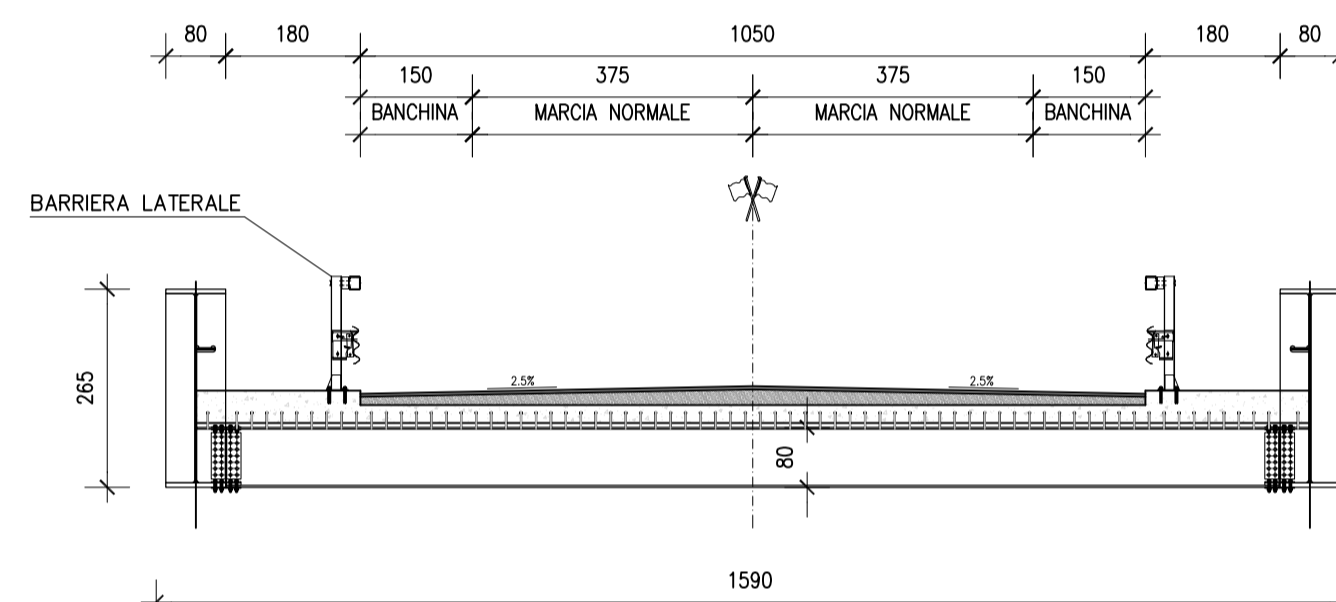 80 180 1050 180 80
150 375 375 150
BANCHINA MARCIA NORMALE MARCIA NORMALE BANCHINA
BARRIERA LATERALE
265
2.5% 2.5%
80
1590